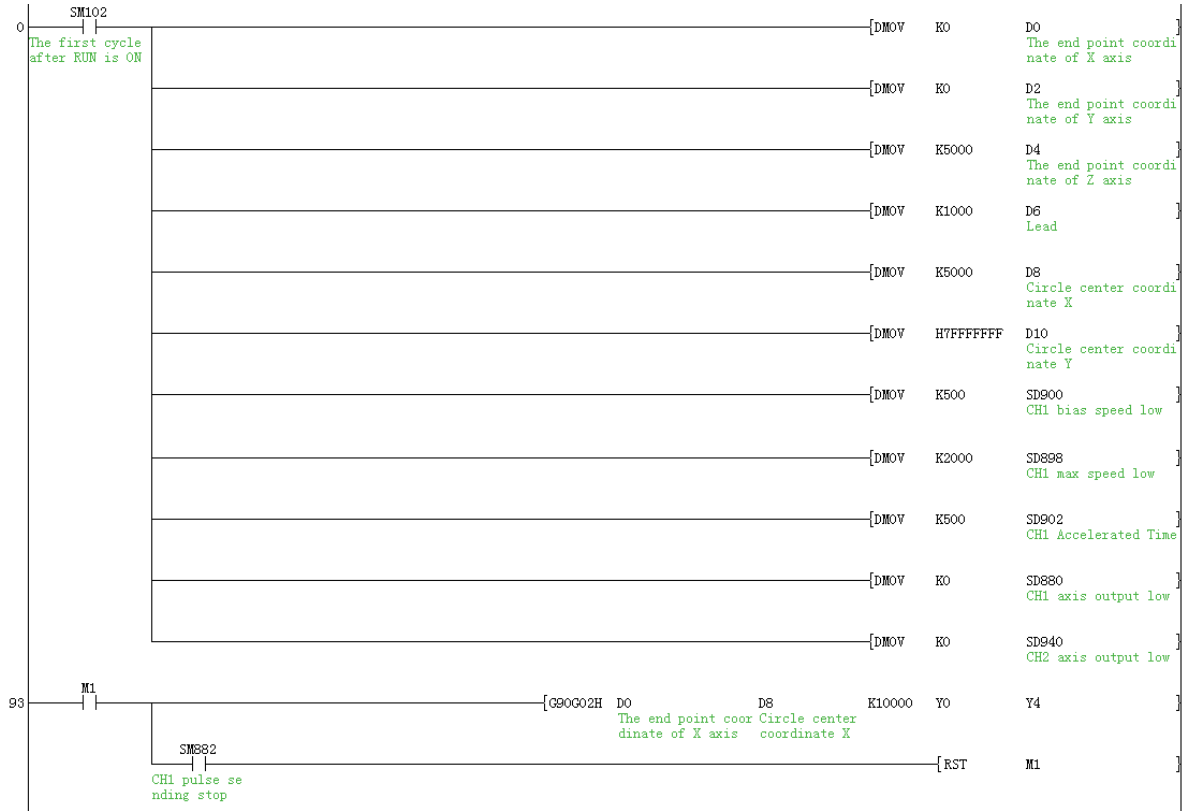 SM102
0
[DMOV K0 D0 ]
The first cycle
after RUN is ON
The end point coordi
nate of X axis
[DMOV K0 D2 ]
The end point coordi
nate of Y axis
[DMOV K5000 D4 ]
The end point coordi
nate of Z axis
[DMOV K1000 D6 ]
Lead
[DMOV K5000 D8 ]
Circle center coordi
nate X
[DMOV H7FFFFFFF D10 ]
Circle center coordi
nate Y
[DMOV K500 SD900 ]
CH1 bias speed low
[DMOV K2000 SD898 ]
CH1 max speed low
[DMOV K500 SD902 ]
CH1 Accelerated Time
[DMOV K0 SD880 ]
CH1 axis output low
[DMOV K0 SD940 ]
CH2 axis output low
M1
93
[G90G02H D0 D8 K10000 Y0 Y4 ]
The end point coor Circle center
dinate of X axis coordinate X
SM882
[RST M1 ]
CH1 pulse se
nding stop